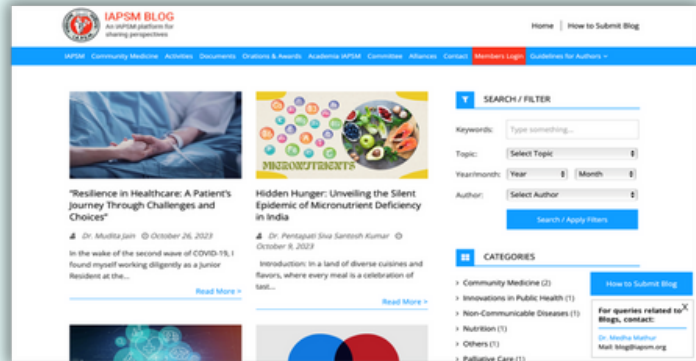 IAPSM BLOG
An IAPSM platform for
sharing perspectives
Home | How to Submit Blog
IAPSM Community Medicine Activities Documents Orations & Awards Academia IAPSM Committee Alliances Contact Members Login Guidelines for Authors
MICRONUTRIENTS
"Resilience in Healthcare: A Patient's
Journey Through Challenges and
Choices"
Dr. Mudita Jain October 26, 2023
In the wake of the second wave of COVID-19, I
found myself working diligently as a Junior
Resident at the...
Read More >
Hidden Hunger: Unveiling the Silent
Epidemic of Micronutrient Deficiency
in India
Dr. Pentapati Siva Santosh Kumar
October 9, 2023
Introduction: In a land of diverse cuisines and
flavors, where every meal is a celebration of
tast...
Read More >
SEARCH / FILTER
Keywords: Type something...
Topic: Select Topic
Year/month: Year Month
Author: Select Author
Search / Apply Filters
CATEGORIES
> Community Medicine (2)
> Innovations in Public Health (1)
> Non-Communicable Diseases (1)
> Nutrition (1)
> Others (1)
> Palliative Care (1)
How to Submit Blog
X
For queries related to
Blogs, contact:
Dr. Medha Mathur
Mail: blog@iapsm.org